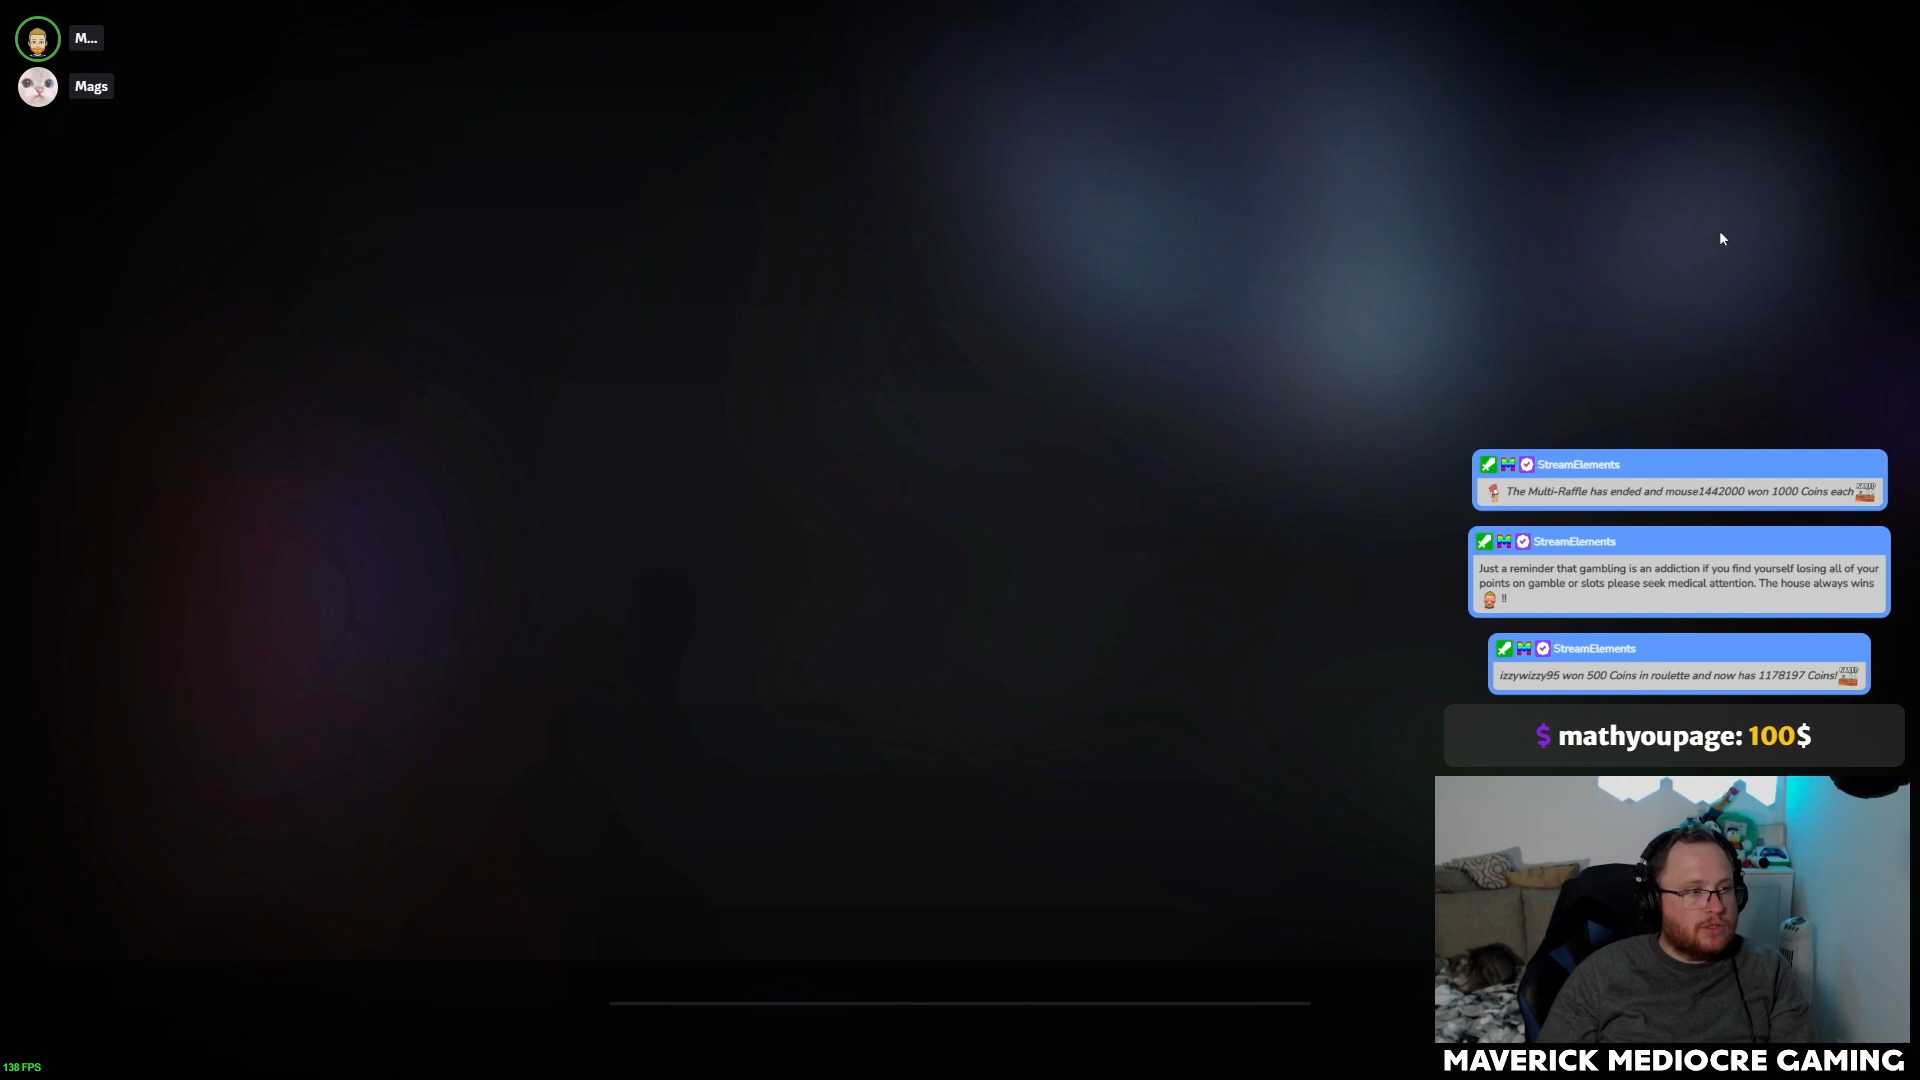 M...
Mags
StreamElements
The Multi-Raffle has ended and mouse1442000 won 1000 Coins each
StreamElements
Just a reminder that gambling is an addiction if you find yourself losing all of your
points on gamble or slots please seek medical attention. The house always wins
!!
StreamElements
izzywizzy95 won 500 Coins in roulette and now has 1178197 Coins!
$ mathyoupage: 100$
138 FPS
MAVERICK MEDIOCRE GAMING